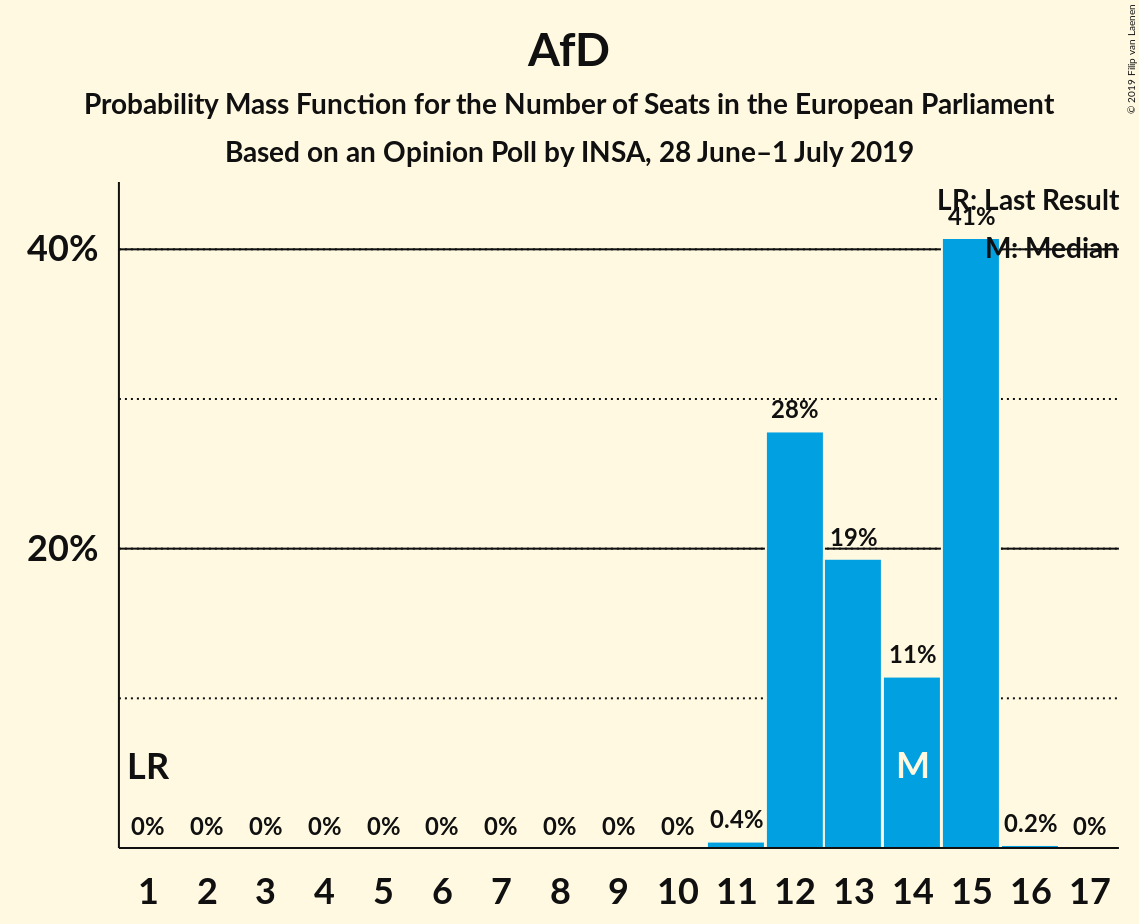 AfD
Probability Mass Function for the Number of Seats in the European Parliament
Based on an Opinion Poll by INSA, 28 June–1 July 2019
© 2019 Filip van Laenen
LR: Last Result
M: Median
41%
40%
28%
20%
19%
11%
LR
M
0% 0% 0% 0% 0% 0% 0% 0% 0% 0% 0.4% 0.2% 0%
1 2 3 4 5 6 7 8 9 10 11 12 13 14 15 16 17